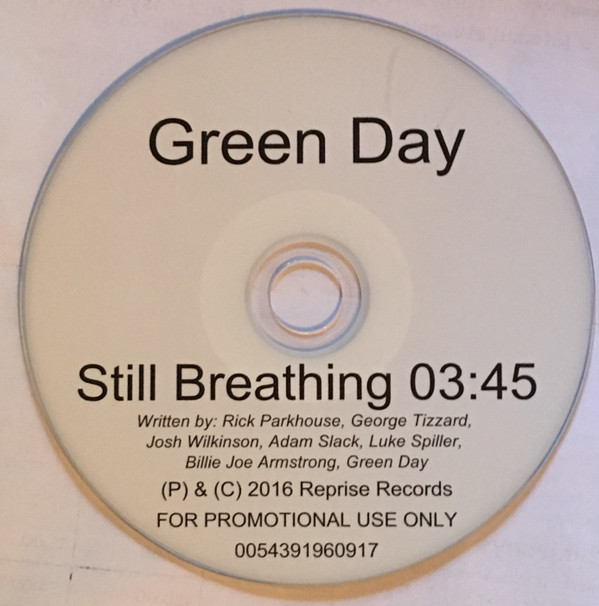 Green Day
Still Breathing 03:45
Written by: Rick Parkhouse, George Tizzard,
Josh Wilkinson, Adam Slack, Luke Spiller,
Billie Joe Armstrong, Green Day
(P) & (C) 2016 Reprise Records
FOR PROMOTIONAL USE ONLY
0054391960917